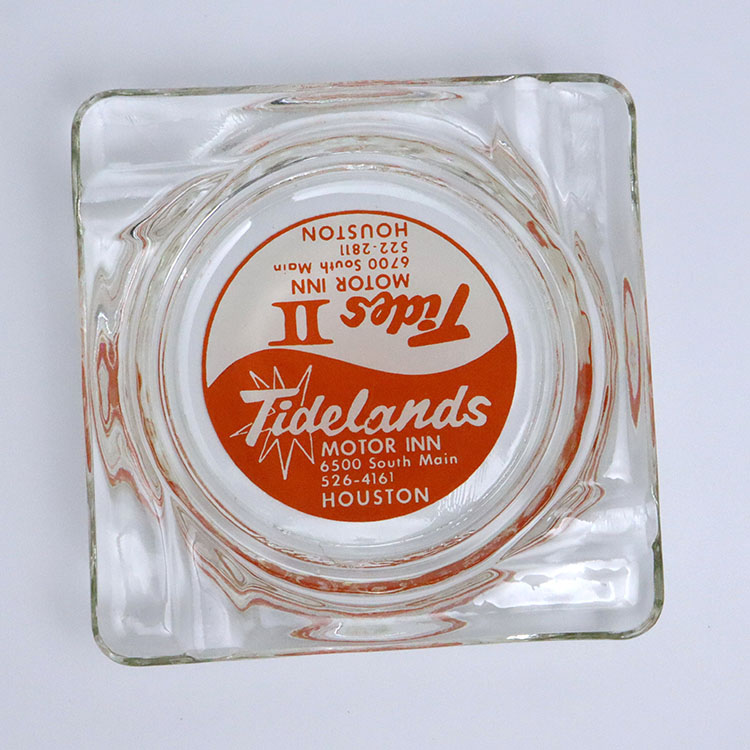 Tidelands
MOTOR INN
6500 South Main
526-4161
HOUSTON
Tides II
MOTOR INN
6700 South Main
522-2811
HOUSTON